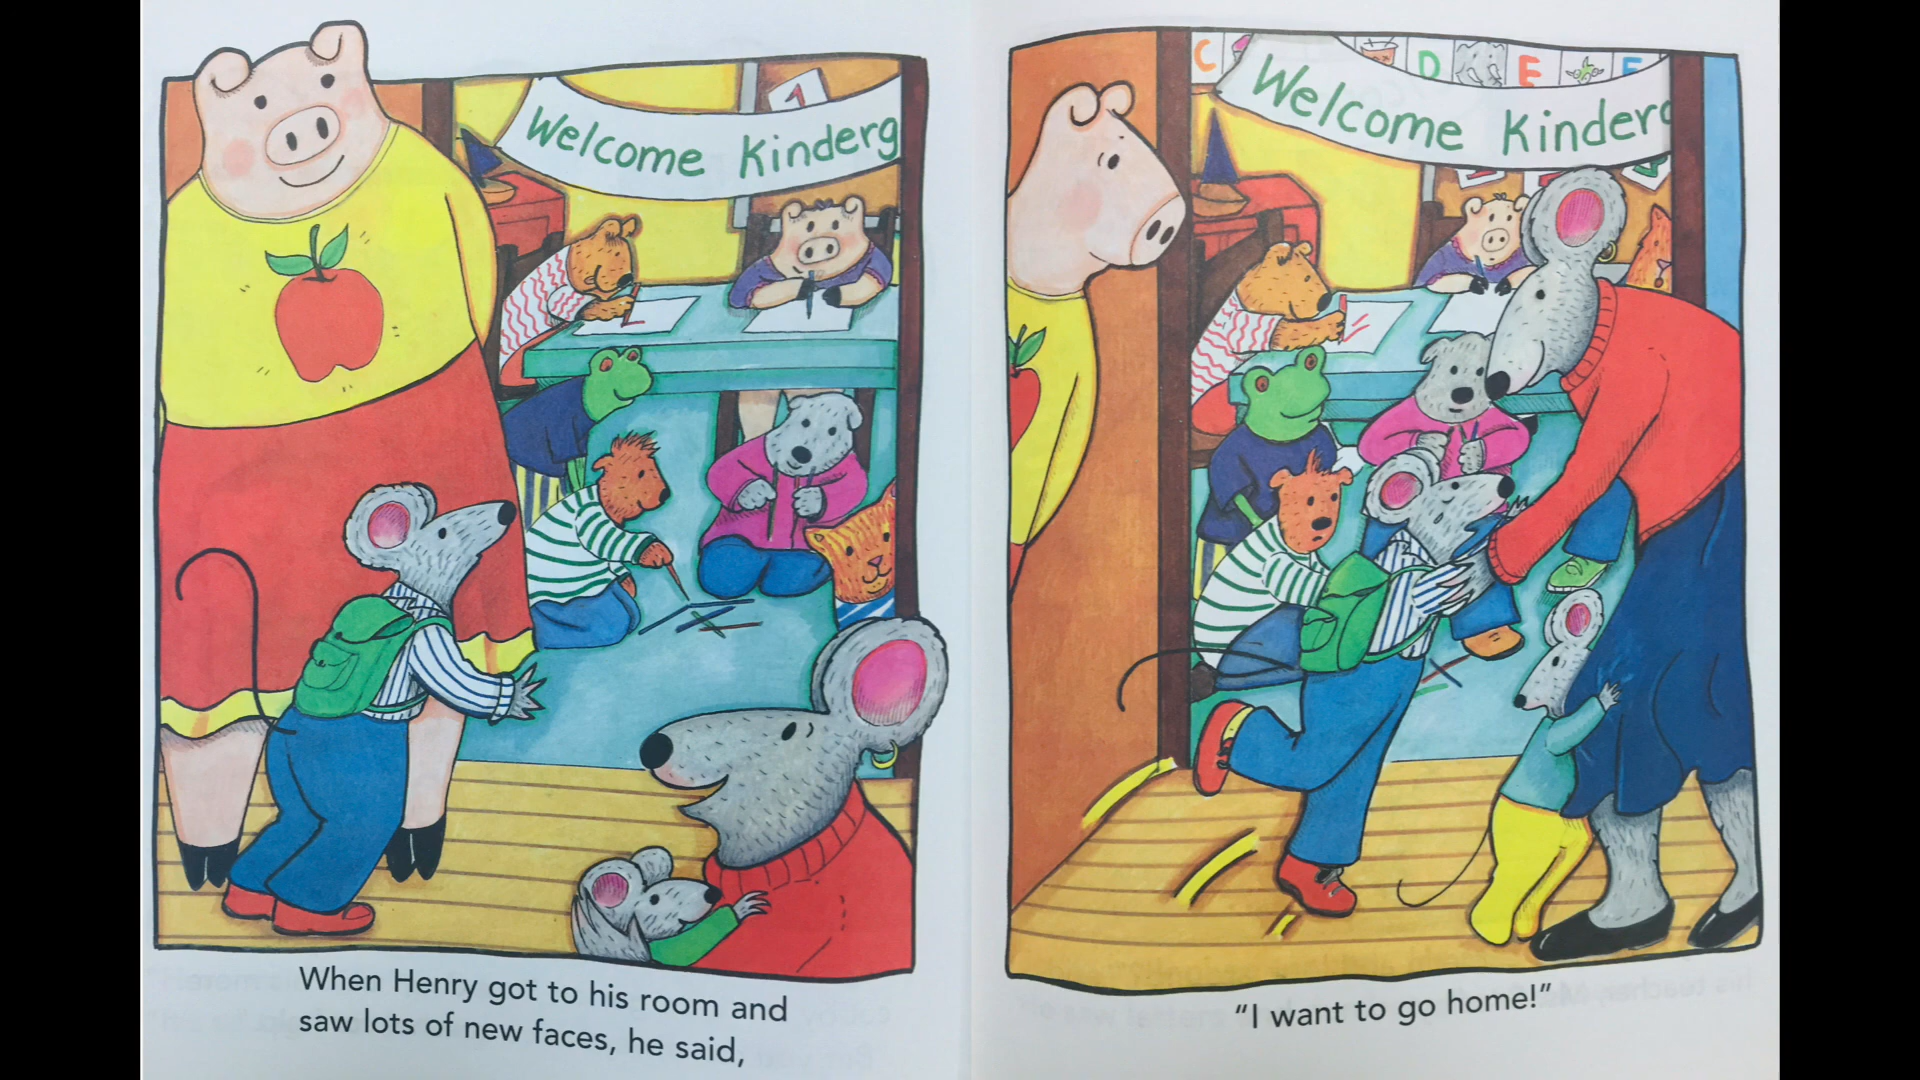 1
Welcome Kinderg
When Henry got to his room and
saw lots of new faces, he said,
C D E F
Welcome Kinderg
"I want to go home!"